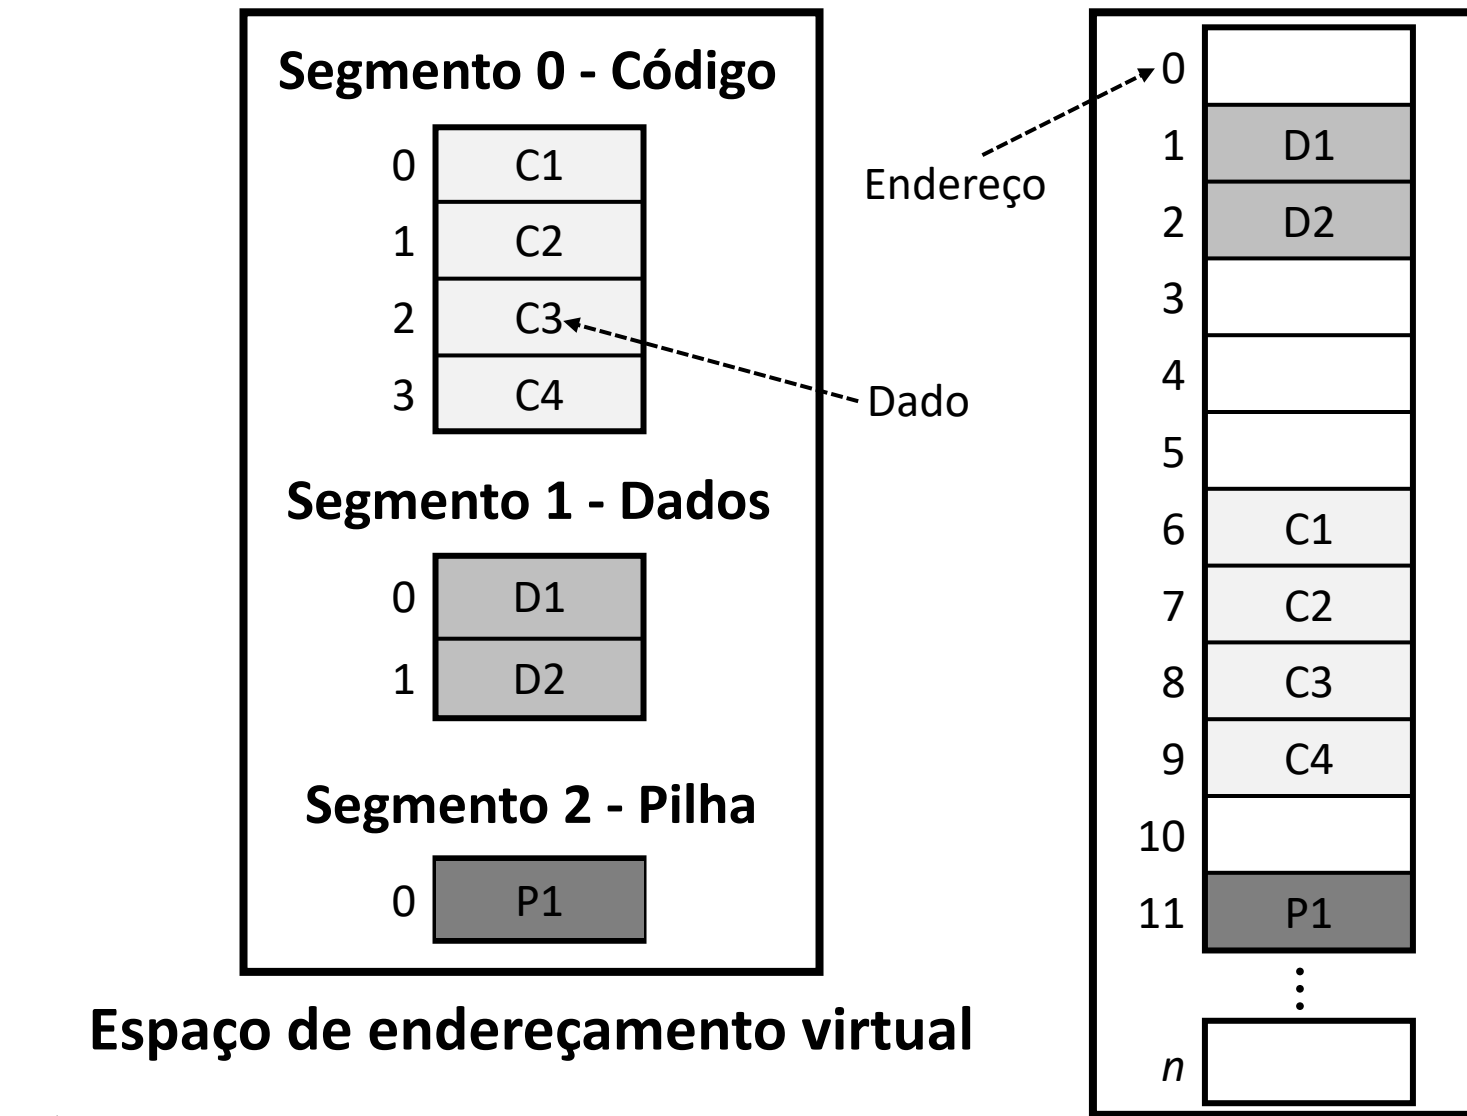 Segmento 0 - Código
0 C1
1 C2
2 C3
3 C4
Segmento 1 - Dados
0 D1
1 D2
Segmento 2 - Pilha
0 P1
Espaço de endereçamento virtual
Endereço
Dado
0
1 D1
2 D2
3
4
5
6 C1
7 C2
8 C3
9 C4
10
11 P1
⋮
n